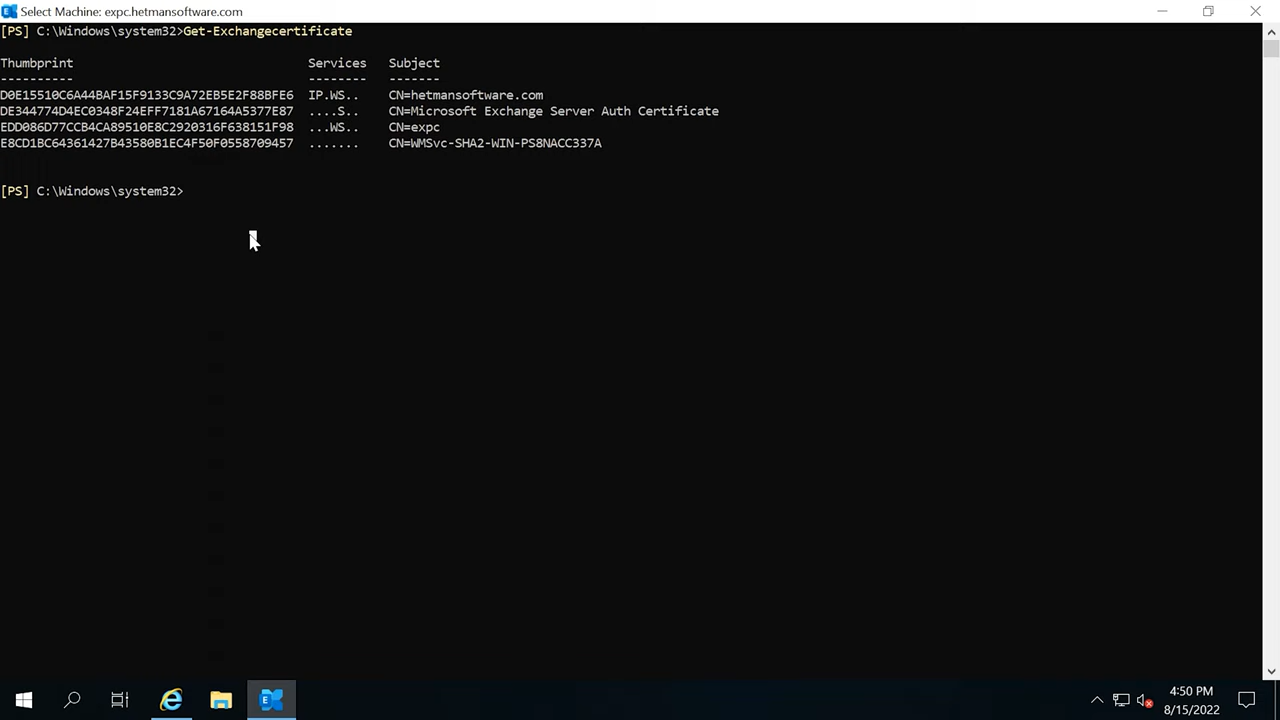 Select Machine: expc.hetmansoftware.com
[PS] C:\Windows\system32>Get-Exchangecertificate
Thumbprint Services Subject
---------- -------- -------
D0E15510C6A44BAF15F9133C9A72EB5E2F88BFE6 IP.WS.. CN=hetmansoftware.com
DE344774D4EC0348F24EFF7181A67164A5377E87 ....S.. CN=Microsoft Exchange Server Auth Certificate
EDD086D77CCB4CA89510E8C2920316F638151F98 ...WS.. CN=expc
E8CD1BC64361427B43580B1EC4F50F0558709457 ....... CN=WMSvc-SHA2-WIN-PS8NACC337A
[PS] C:\Windows\system32>
4:50 PM
8/15/2022